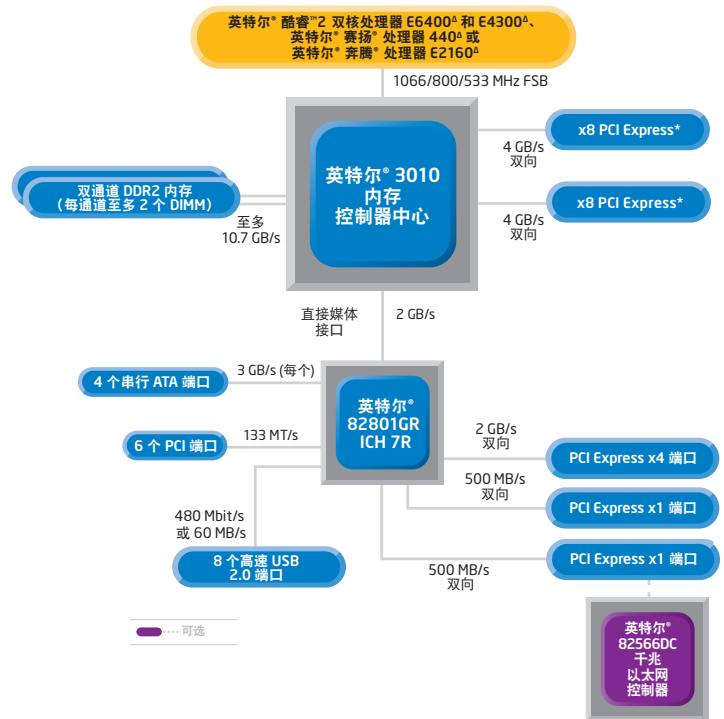 英特尔® 酷睿™2 双核处理器 E6400Δ 和 E4300Δ、
英特尔® 赛扬® 处理器 440Δ 或
英特尔® 奔腾® 处理器 E2160Δ
1066/800/533 MHz FSB
x8 PCI Express*
4 GB/s
双向
英特尔® 3010
内存
控制器中心
双通道 DDR2 内存
（每通道至多 2 个 DIMM）
至多
10.7 GB/s
x8 PCI Express*
4 GB/s
双向
直接媒体
接口
2 GB/s
3 GB/s (每个)
4 个串行 ATA 端口
英特尔®
82801GR
ICH 7R
133 MT/s
6 个 PCI 端口
2 GB/s
双向
PCI Express x4 端口
500 MB/s
双向
PCI Express x1 端口
480 Mbit/s
或 60 MB/s
8 个高速 USB
2.0 端口
500 MB/s
双向
PCI Express x1 端口
可选
英特尔®
82566DC
千兆
以太网
控制器